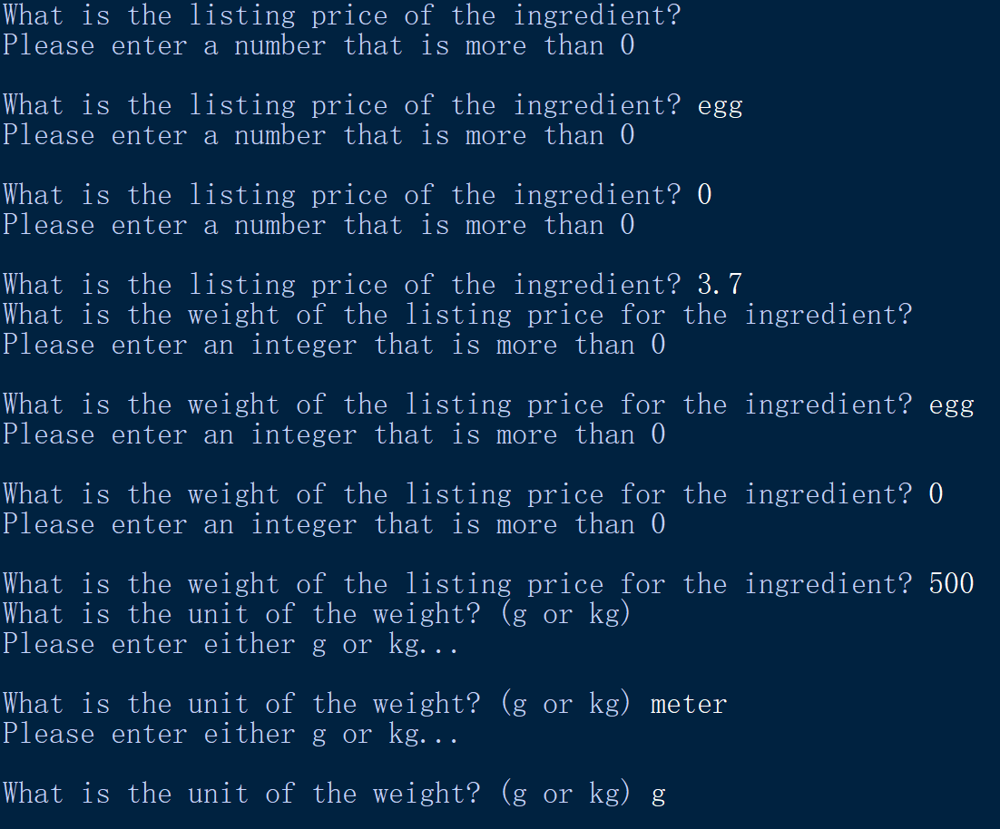 What is the listing price of the ingredient?
Please enter a number that is more than 0
What is the listing price of the ingredient? egg
Please enter a number that is more than 0
What is the listing price of the ingredient? 0
Please enter a number that is more than 0
What is the listing price of the ingredient? 3.7
What is the weight of the listing price for the ingredient?
Please enter an integer that is more than 0
What is the weight of the listing price for the ingredient? egg
Please enter an integer that is more than 0
What is the weight of the listing price for the ingredient? 0
Please enter an integer that is more than 0
What is the weight of the listing price for the ingredient? 500
What is the unit of the weight? (g or kg)
Please enter either g or kg...
What is the unit of the weight? (g or kg) meter
Please enter either g or kg...
What is the unit of the weight? (g or kg) g